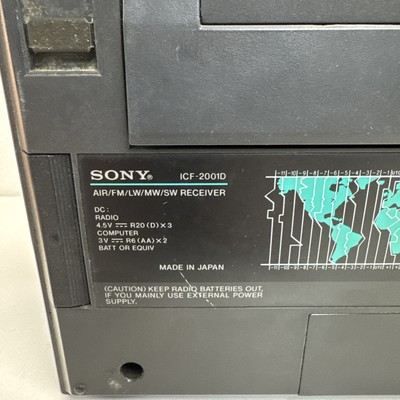 SONY® ICF-2001D
AIR/FM/LW/MW/SW RECEIVER
DC:
RADIO
4.5V ⎓ R20 (D) × 3
COMPUTER
3V ⎓ R6 (AA) × 2
BATT OR EQUIV
MADE IN JAPAN
(CAUTION) KEEP RADIO BATTERIES OUT,
IF YOU MAINLY USE EXTERNAL POWER
SUPPLY.